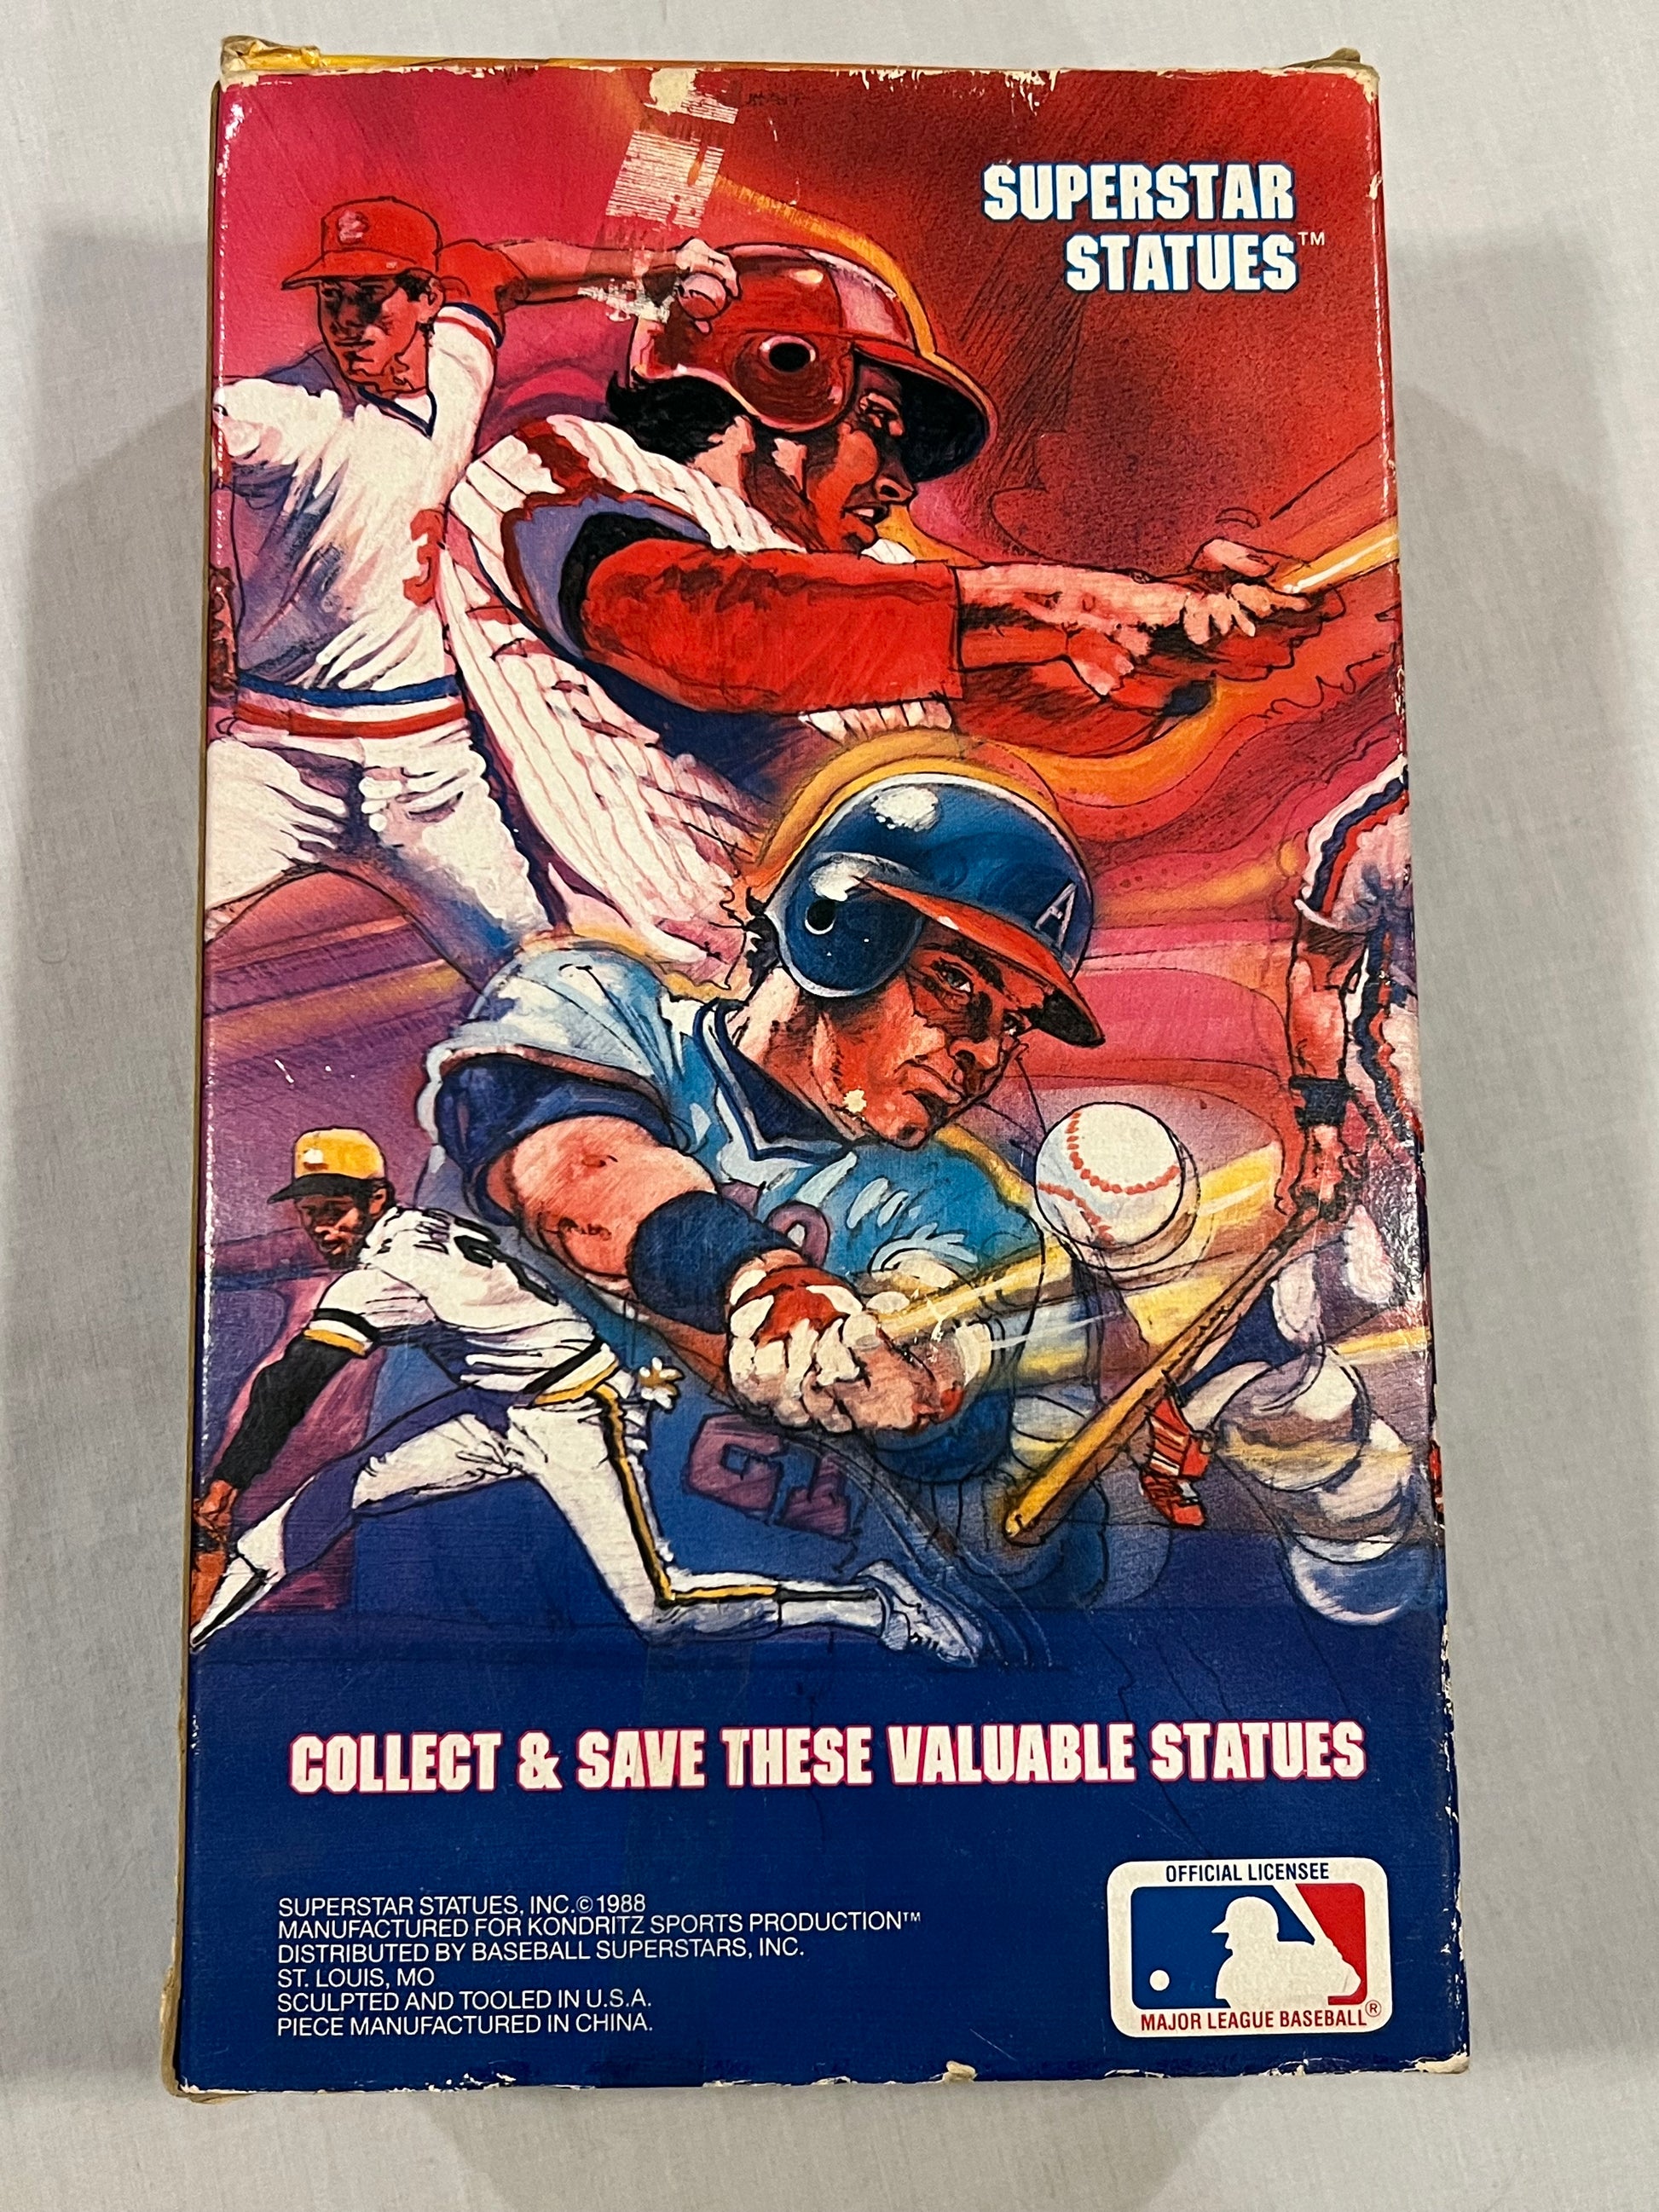 SUPERSTAR
STATUES™
3
A
COLLECT & SAVE THESE VALUABLE STATUES
SUPERSTAR STATUES, INC.©1988
MANUFACTURED FOR KONDRITZ SPORTS PRODUCTION™
DISTRIBUTED BY BASEBALL SUPERSTARS, INC.
ST. LOUIS, MO
SCULPTED AND TOOLED IN U.S.A.
PIECE MANUFACTURED IN CHINA.
OFFICIAL LICENSEE
MAJOR LEAGUE BASEBALL®